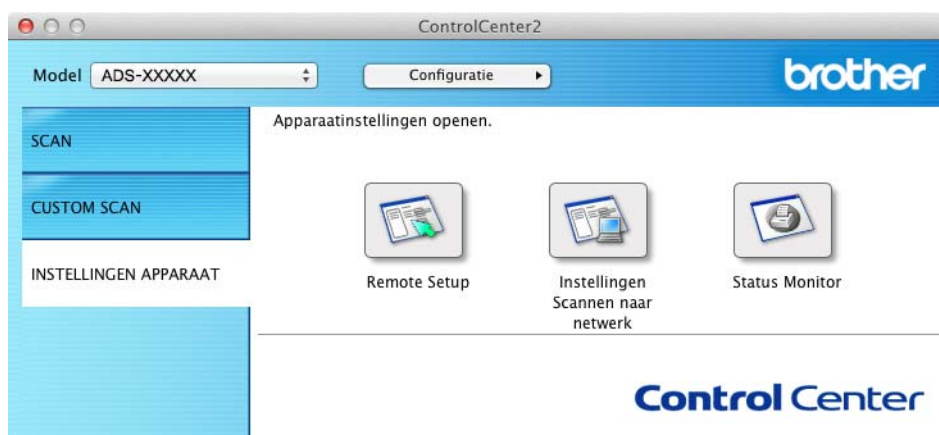 ControlCenter2
Model ADS-XXXXX Configuratie brother
SCAN
CUSTOM SCAN
INSTELLINGEN APPARAAT
Apparaatinstellingen openen.
Remote Setup
Instellingen
Scannen naar
netwerk
Status Monitor
Control Center